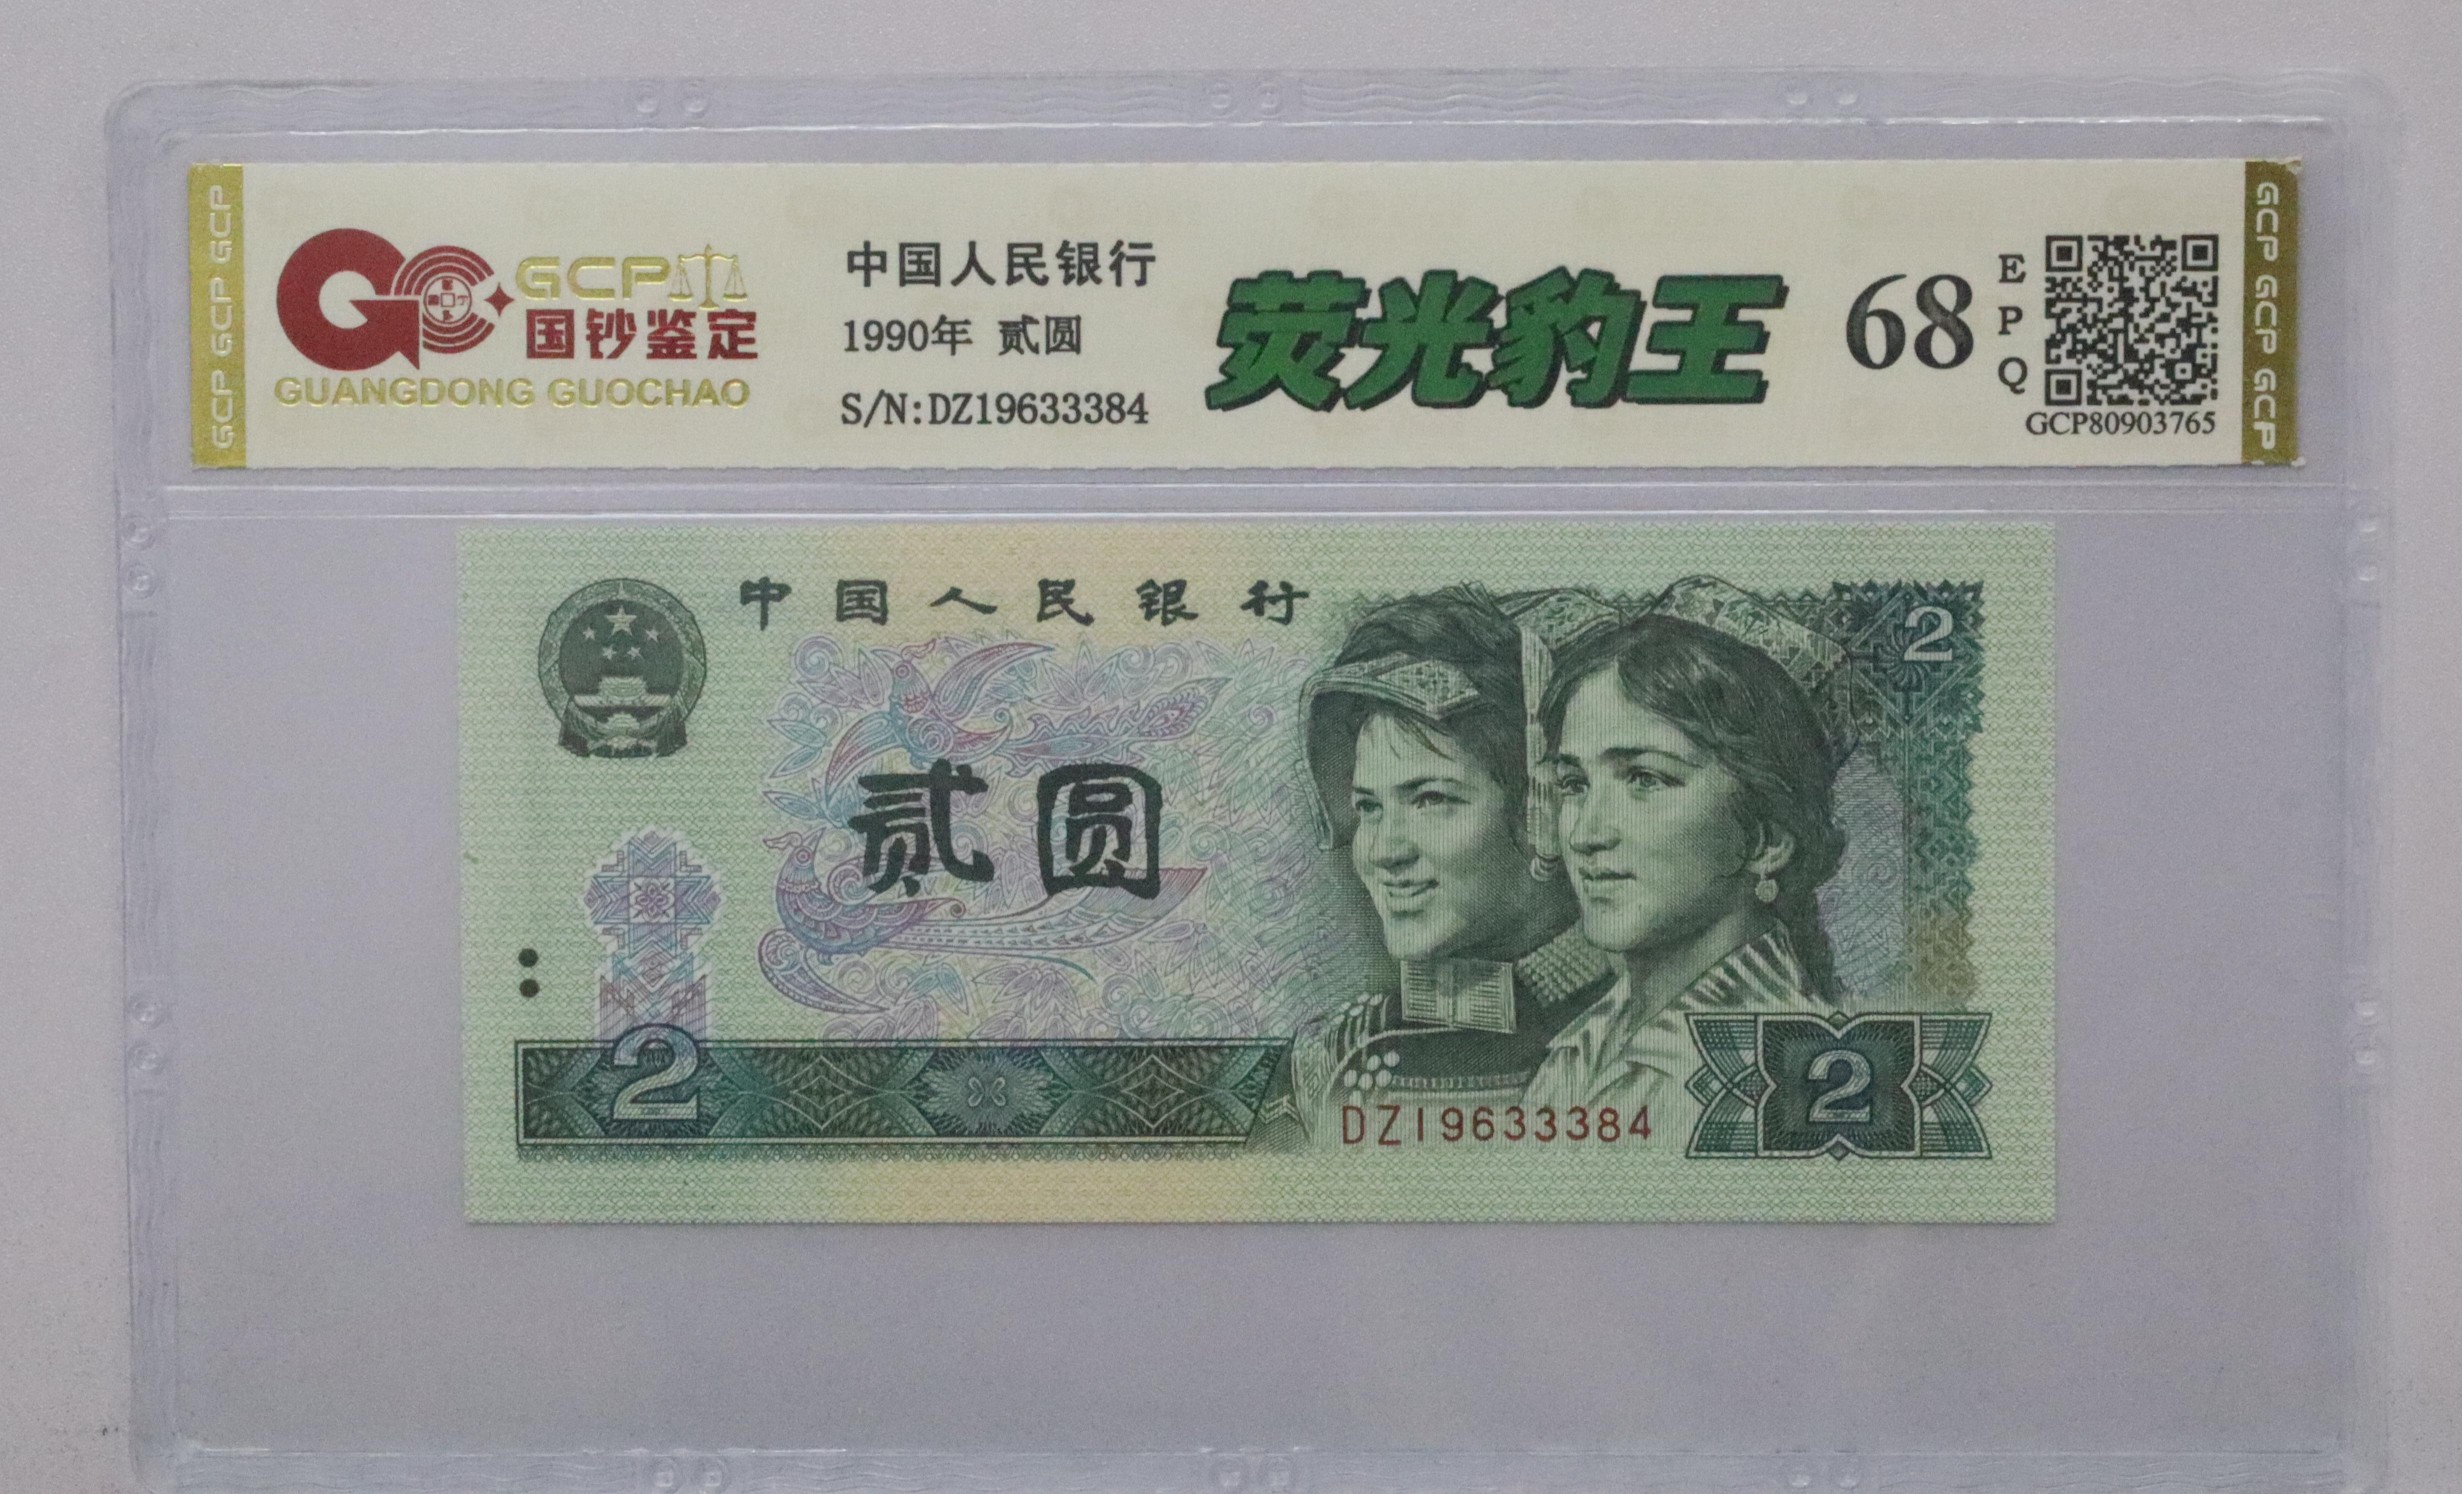 GCP GCP GCP
GCP
国钞鉴定
GUANGDONG GUOCHAO
中国人民银行
1990年 贰圆
S/N:DZ19633384
荧光豹王
68
EPQ
GCP80903765
GCP GCP GCP
中国人民银行
2
贰圆
2
DZ19633384
2